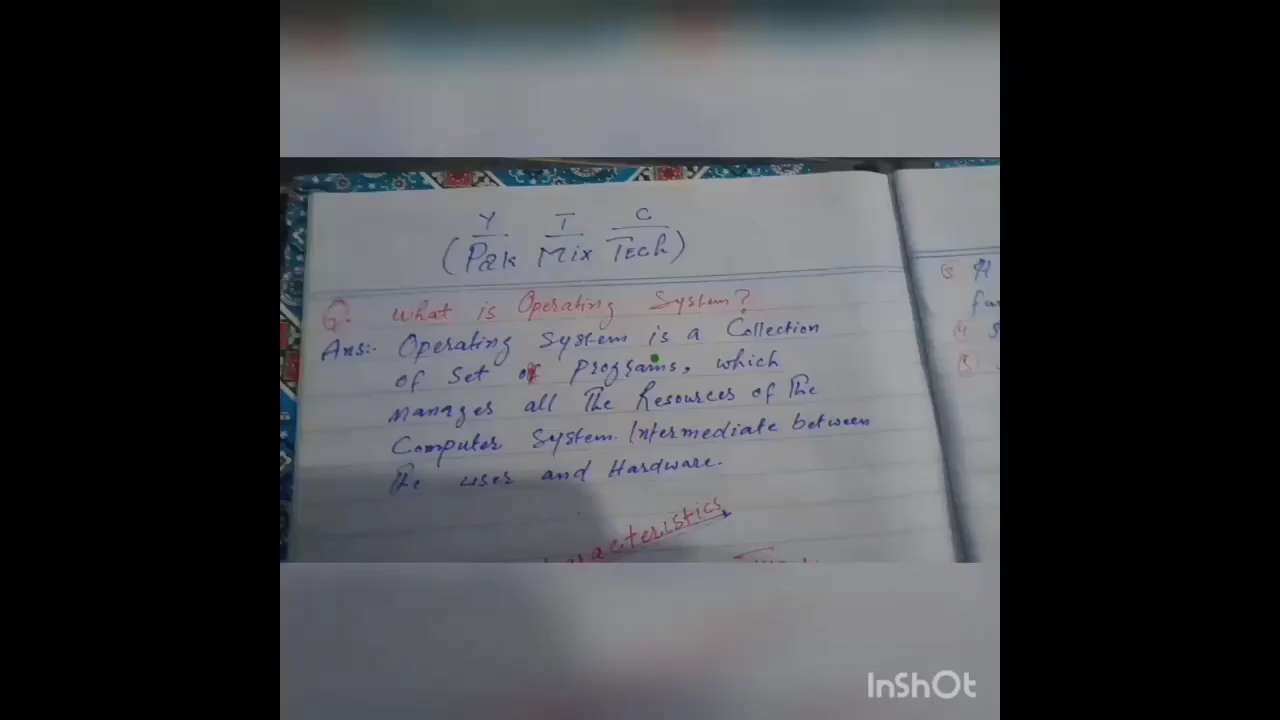 Y T C
(Pak Mix Tech)
Q. What is Operating System?
Ans:- Operating System is a Collection
of Set of programs, which
manages all The Resources of The
Computer System. Intermediate between
The user and Hardware.
Characteristics
InShOt